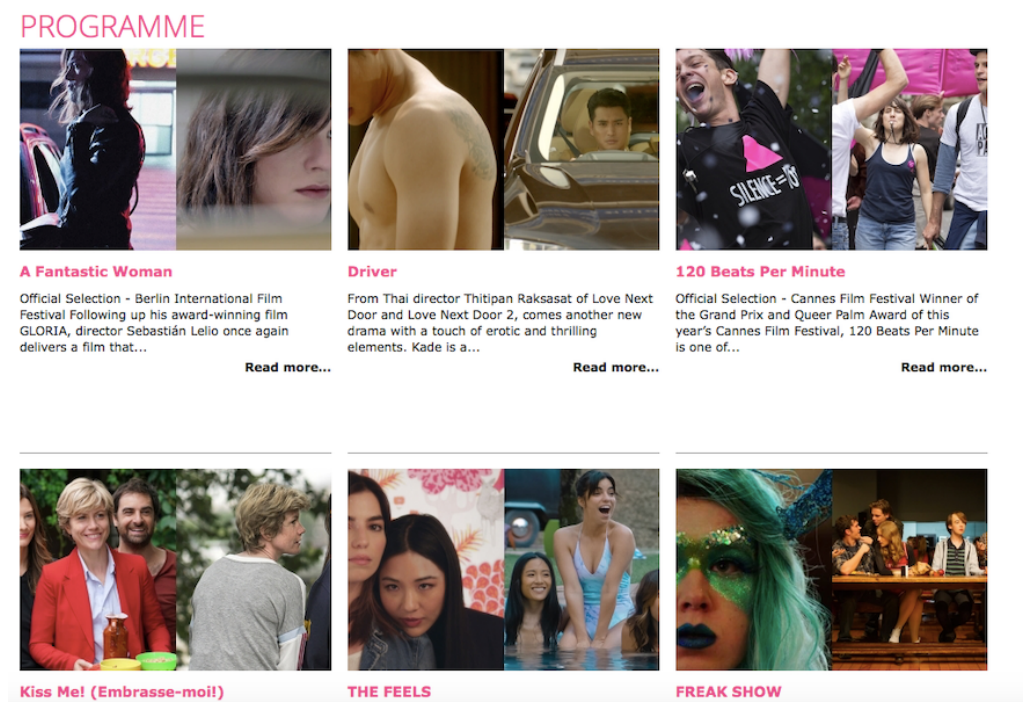 PROGRAMME
A Fantastic Woman
Official Selection - Berlin International Film
Festival Following up his award-winning film
GLORIA, director Sebastián Lelio once again
delivers a film that...
Read more...
Driver
From Thai director Thitipan Raksasat of Love Next
Door and Love Next Door 2, comes another new
drama with a touch of erotic and thrilling
elements. Kade is a...
Read more...
SILENCE=
120 Beats Per Minute
Official Selection - Cannes Film Festival Winner of
the Grand Prix and Queer Palm Award of this
year's Cannes Film Festival, 120 Beats Per Minute
is one of...
Read more...
Kiss Me! (Embrasse-moi!)
THE FEELS
FREAK SHOW